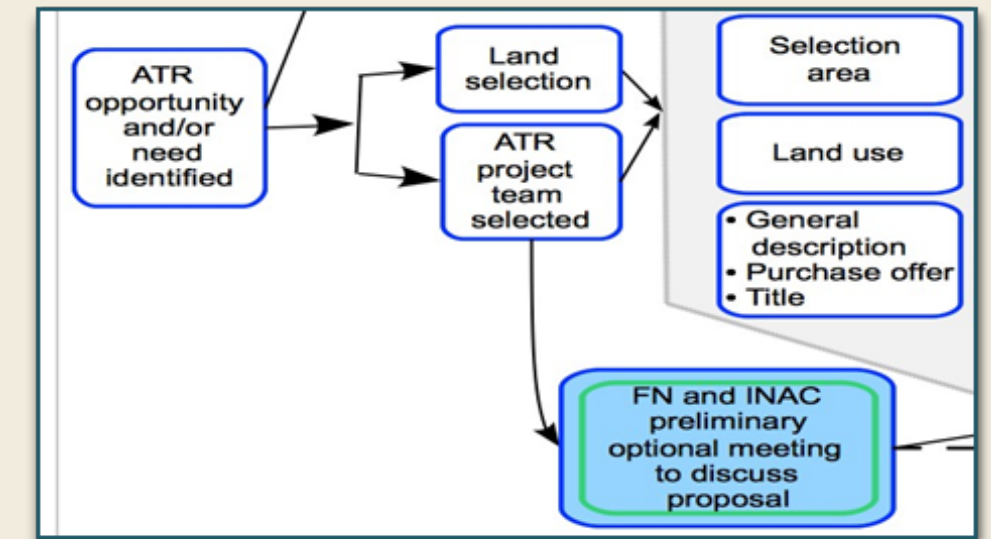 ATR
opportunity
and/or
need
identified
Land
selection
ATR
project
team
selected
Selection
area
Land use
• General
description
• Purchase offer
• Title
FN and INAC
preliminary
optional meeting
to discuss
proposal